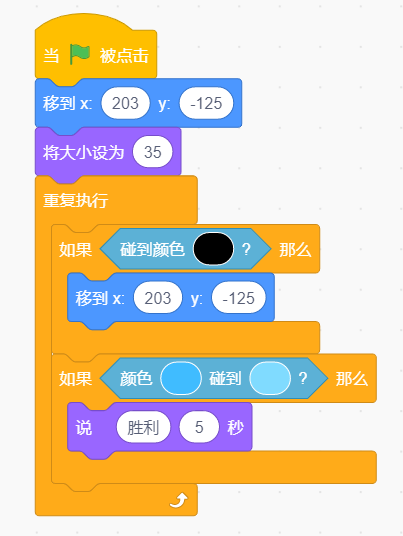 当 被点击
移到 x: 203 y: -125
将大小设为 35
重复执行
如果 碰到颜色 ? 那么
移到 x: 203 y: -125
如果 颜色 碰到 ? 那么
说 胜利 5 秒